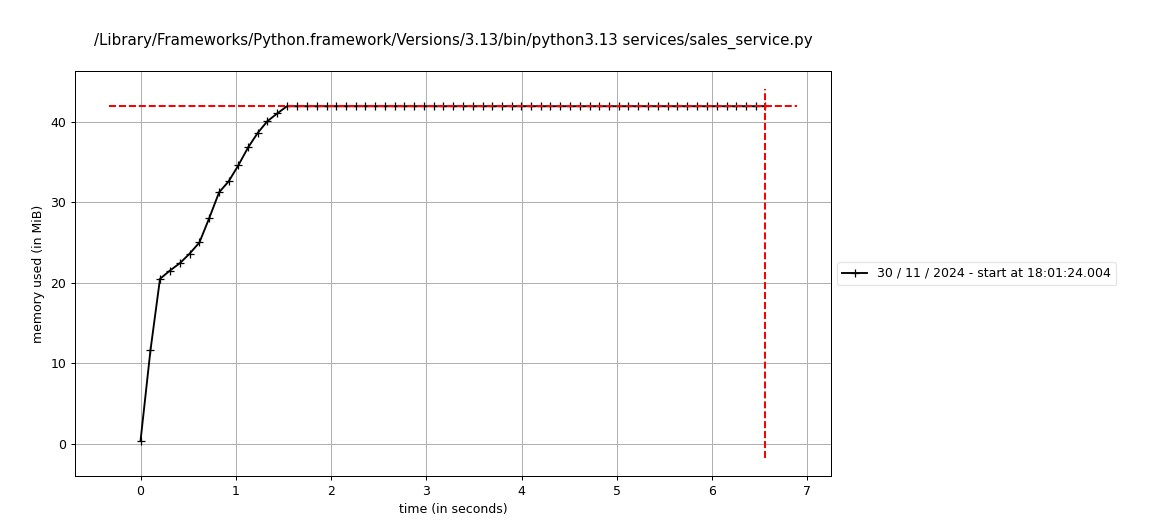 /Library/Frameworks/Python.framework/Versions/3.13/bin/python3.13 services/sales_service.py
memory used (in MiB)
40
30
20
10
0
0 1 2 3 4 5 6 7
time (in seconds)
30 / 11 / 2024 - start at 18:01:24.004